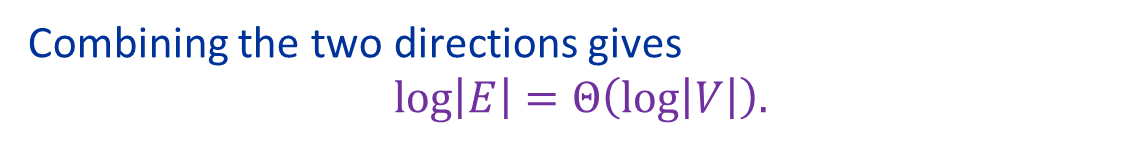 Combining the two directions gives
log|E| = Θ(log|V|).